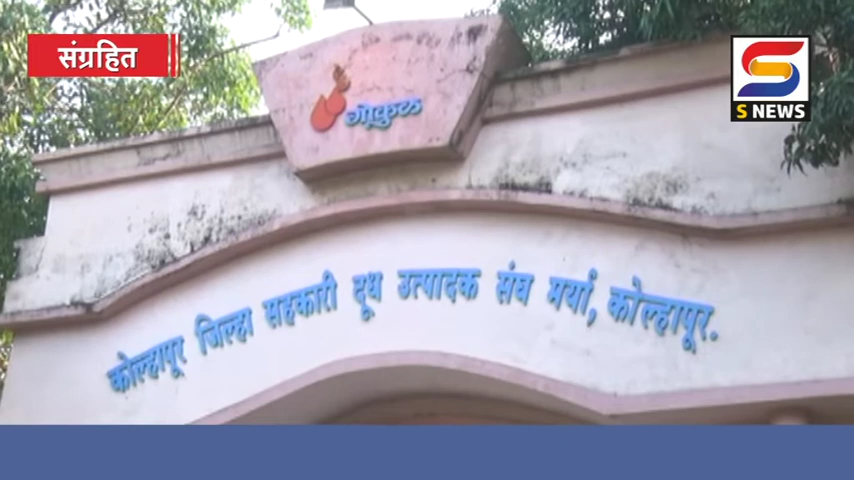 संग्रहित
S NEWS
गोकुळ
कोल्हापूर जिल्हा सहकारी दूध उत्पादक संघ मर्या, कोल्हापूर.